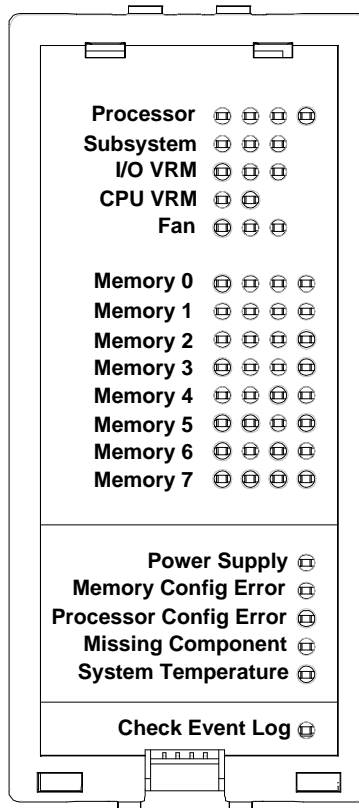 Processor
Subsystem
I/O VRM
CPU VRM
Fan
Memory 0
Memory 1
Memory 2
Memory 3
Memory 4
Memory 5
Memory 6
Memory 7
Power Supply
Memory Config Error
Processor Config Error
Missing Component
System Temperature
Check Event Log